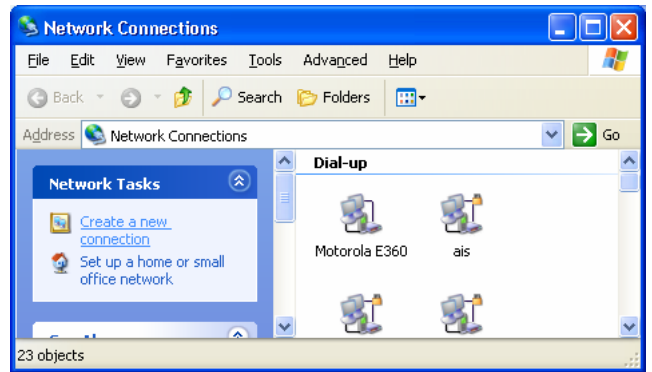 Network Connections
File Edit View Favorites Tools Advanced Help
Back Search Folders
Address Network Connections Go
Network Tasks
Create a new
connection
Set up a home or small
office network
Dial-up
Motorola E360 ais
23 objects